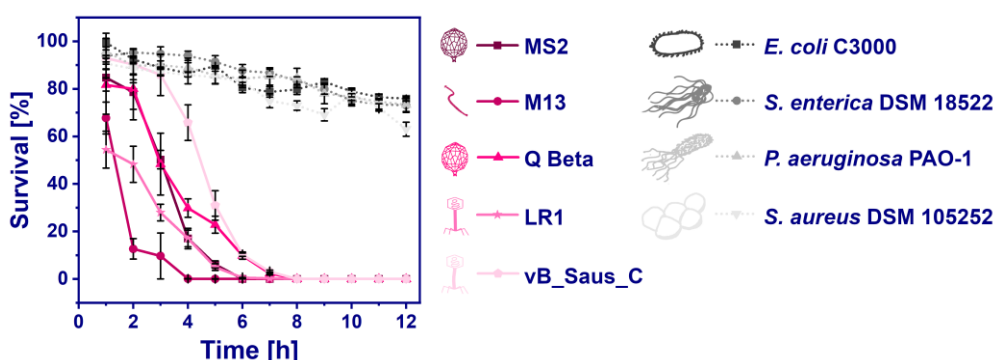 Survival [%]
100
80
60
40
20
0
0 2 4 6 8 10 12
Time [h]
MS2
M13
Q Beta
LR1
vB_Saus_C
E. coli C3000
S. enterica DSM 18522
P. aeruginosa PAO-1
S. aureus DSM 105252